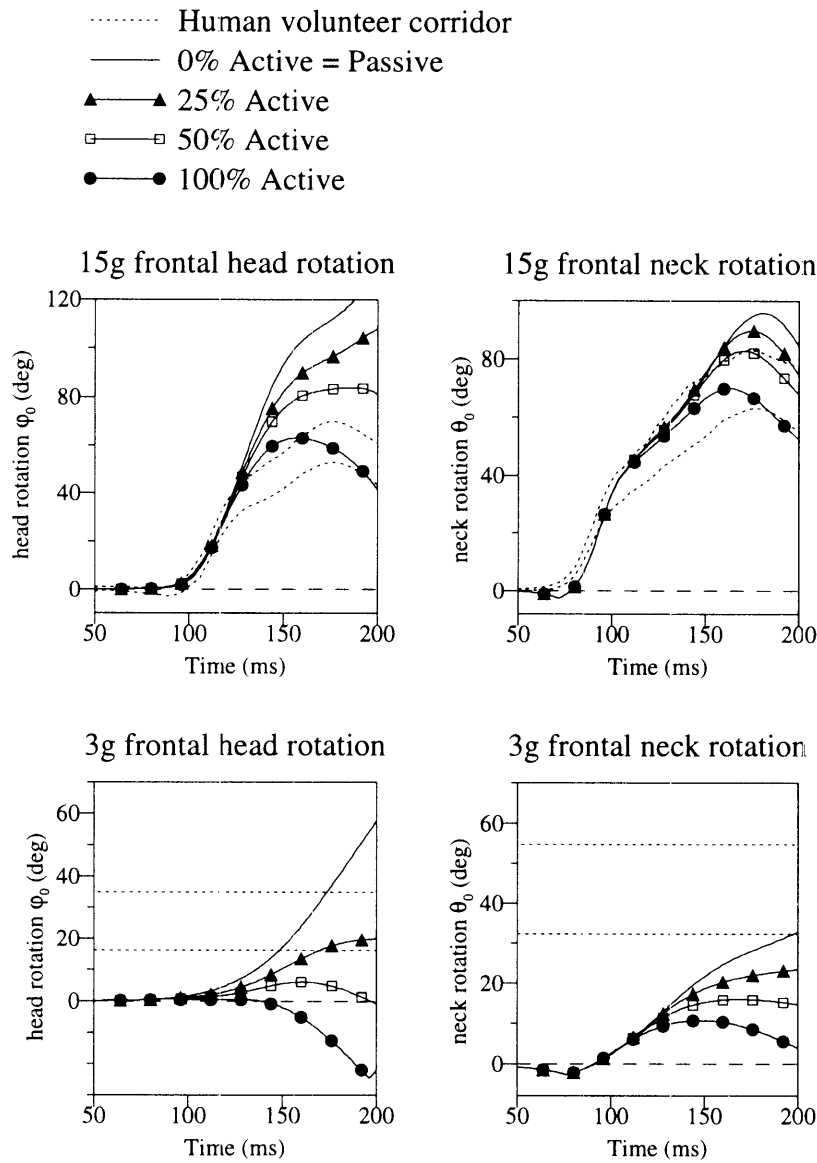 Human volunteer corridor
0% Active = Passive
25% Active
50% Active
100% Active
15g frontal head rotation
head rotation φ₀ (deg)
120
80
40
0
50
100
150
200
Time (ms)
15g frontal neck rotation
neck rotation θ₀ (deg)
80
40
0
50
100
150
200
Time (ms)
3g frontal head rotation
head rotation φ₀ (deg)
60
40
20
0
50
100
150
200
Time (ms)
3g frontal neck rotation
neck rotation θ₀ (deg)
60
40
20
0
50
100
150
200
Time (ms)